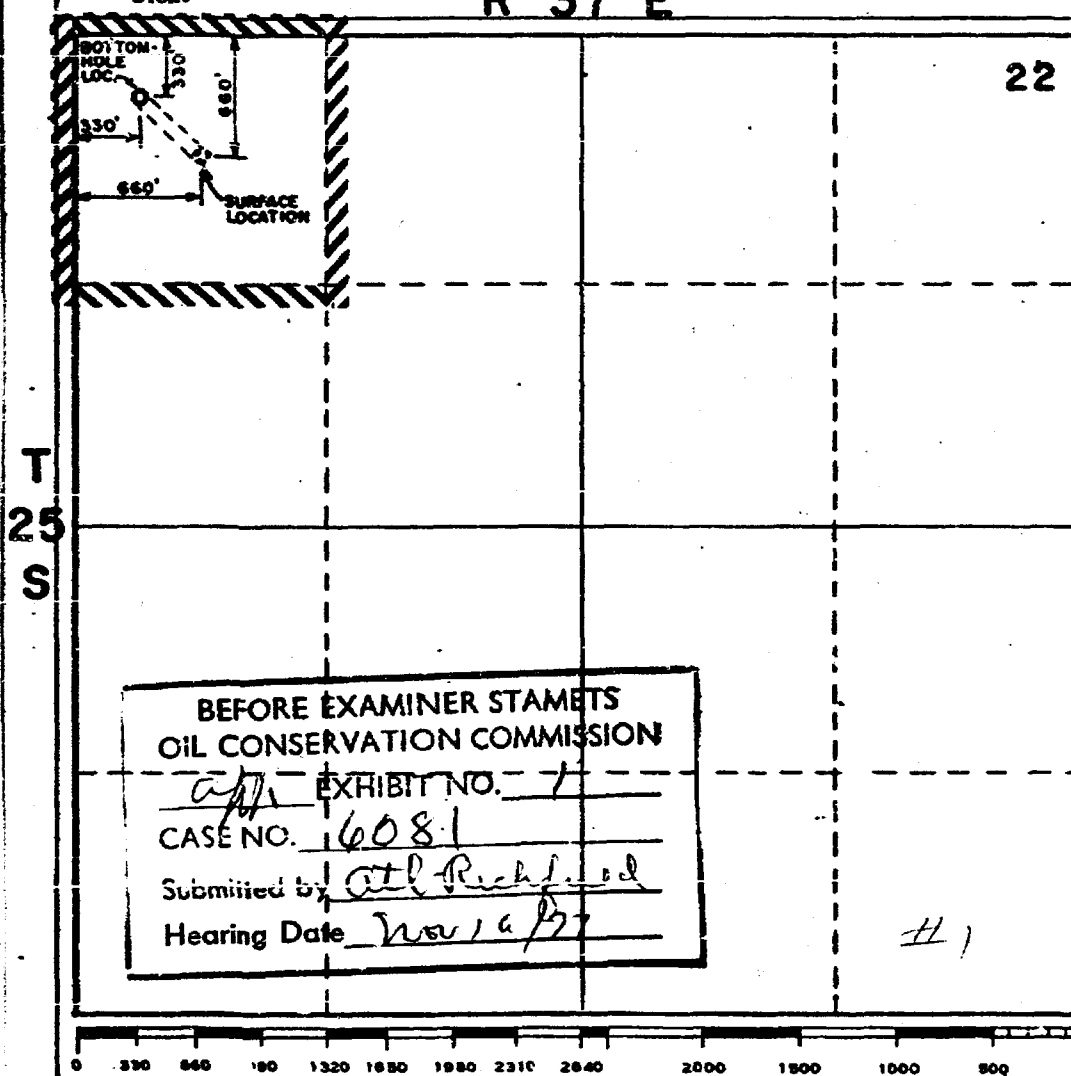 R 37 E
22
BOTTOM-
HOLE
LOC.
330'
660'
330'
660'
SURFACE
LOCATION
T
25
S
BEFORE EXAMINER STAMETS
OIL CONSERVATION COMMISSION
EXHIBIT NO. 1
CASE NO. 6081
Submitted by
Hearing Date
#1
0 330 660 990 1320 1650 1980 2310 2640 2000 1500 1000 500